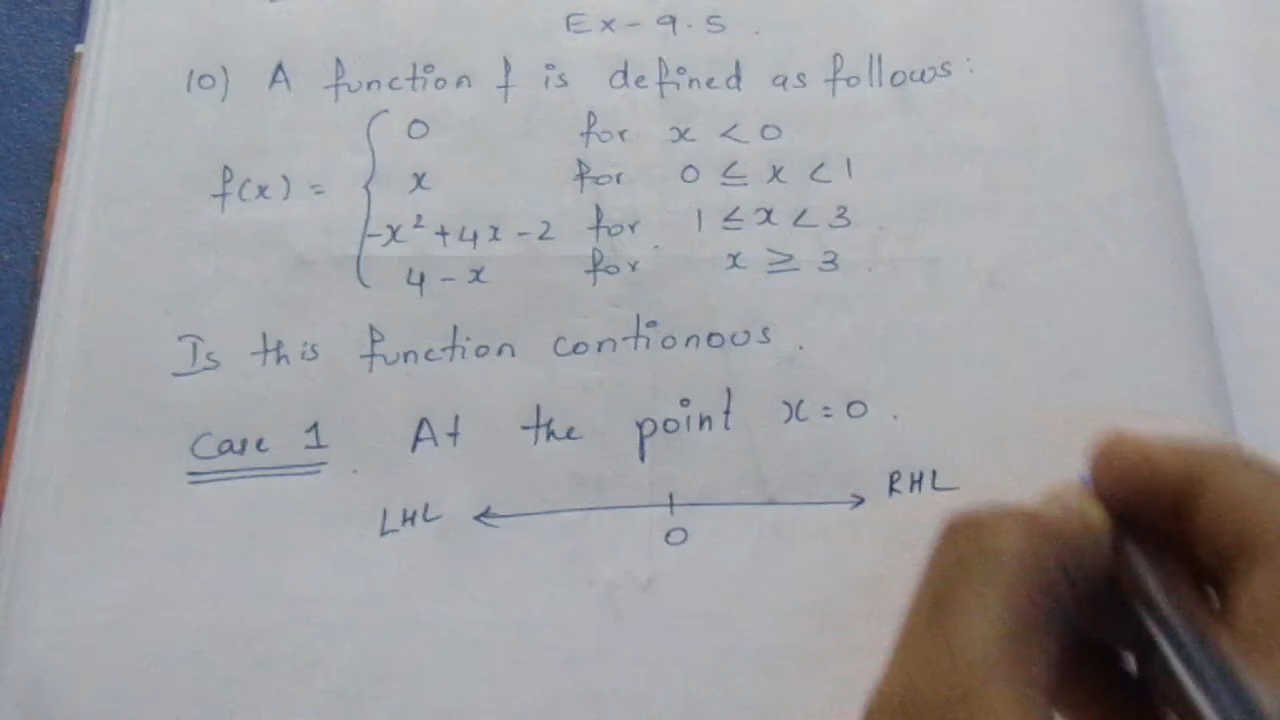 Ex-9.5.
10) A function f is defined as follows:
0 for x < 0
f(x) = x for 0 ≤ x < 1
-x² + 4x - 2 for 1 ≤ x < 3
4 - x for x ≥ 3.
Is this function contionous.
Case 1. At the point x = 0.
LHL RHL
0